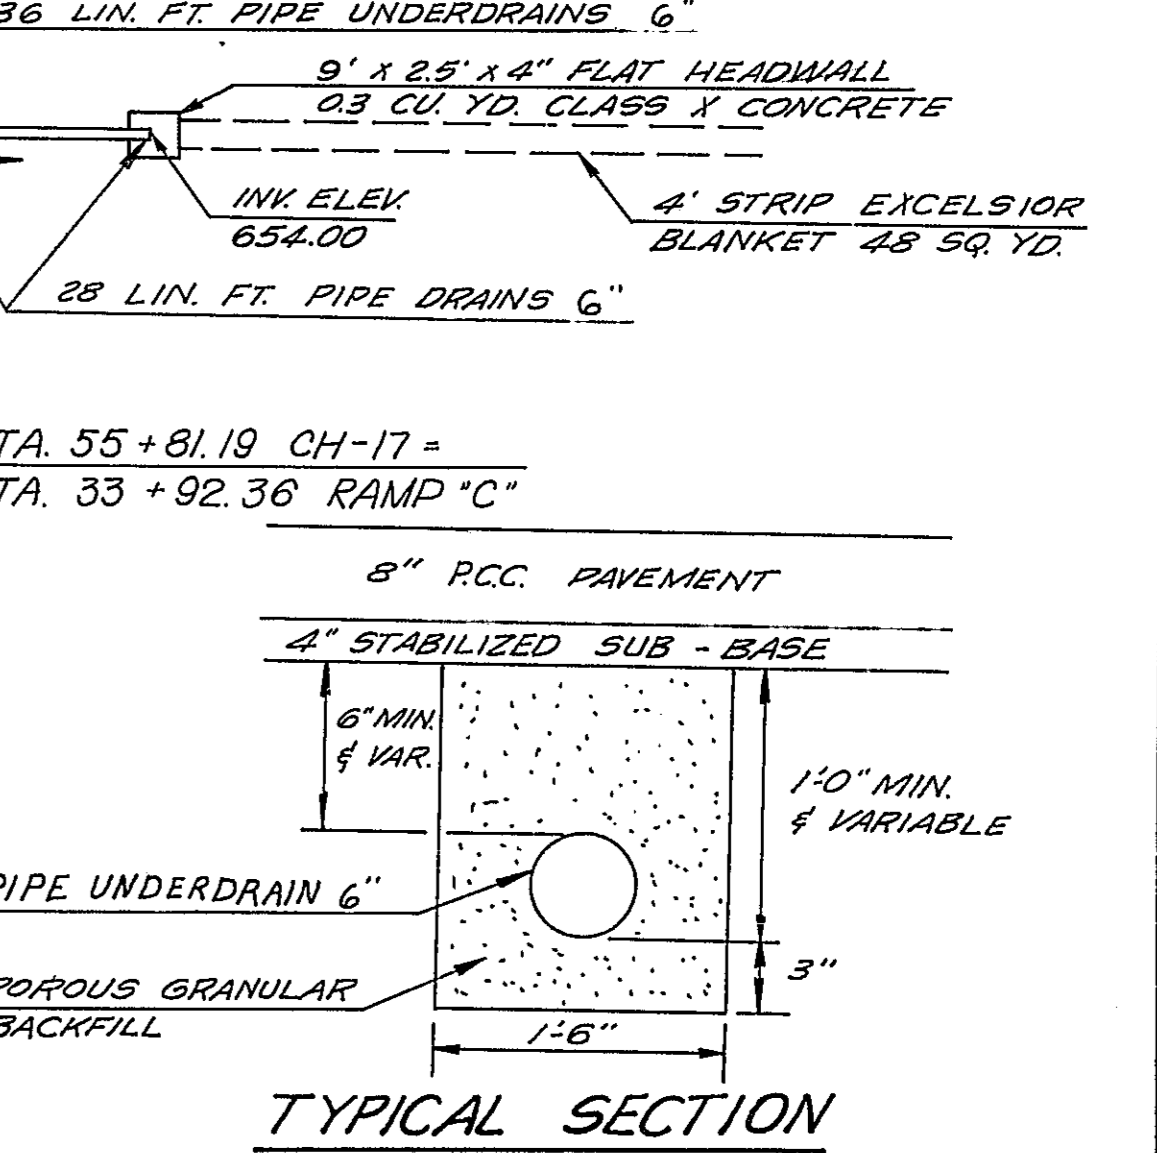 36 LIN. FT. PIPE UNDERDRAINS 6"
9' X 2.5' X 4" FLAT HEADWALL
0.3 CU. YD. CLASS X CONCRETE
INV. ELEV.
654.00
4' STRIP EXCELSIOR
BLANKET 48 SQ. YD.
28 LIN. FT. PIPE DRAINS 6"
TA. 55+81.19 CH-17 =
TA. 33+92.36 RAMP "C"
8" P.C.C. PAVEMENT
4" STABILIZED SUB-BASE
6" MIN.
& VAR.
1'-0" MIN.
& VARIABLE
PIPE UNDERDRAIN 6"
3"
POROUS GRANULAR
BACKFILL
1'-6"
TYPICAL SECTION